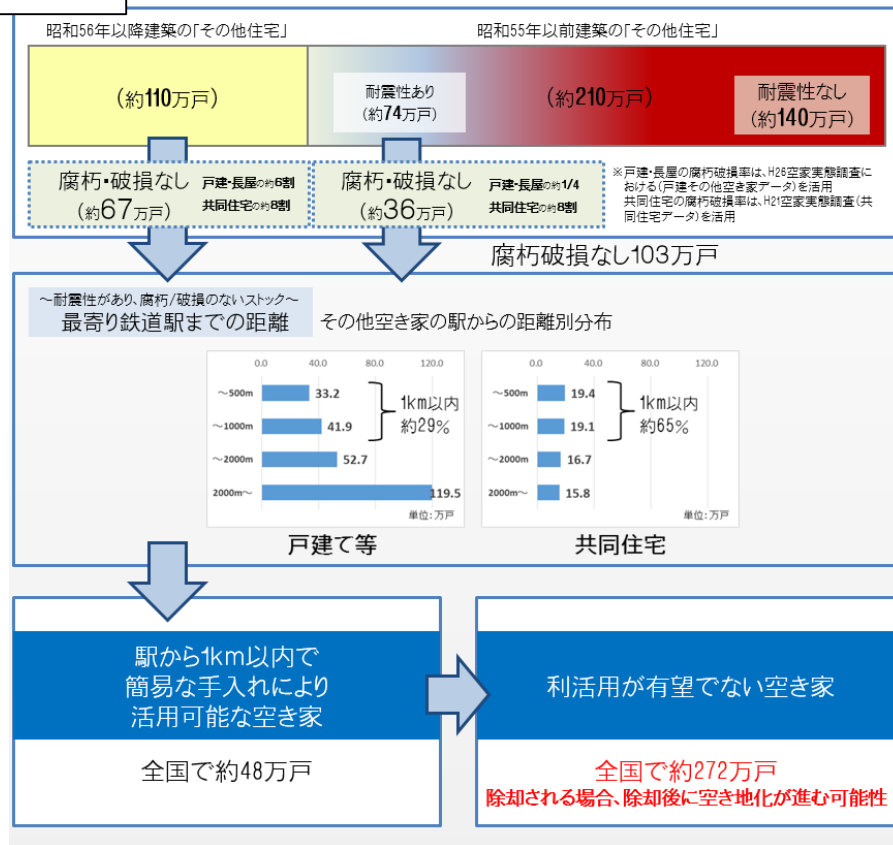 昭和56年以降建築の「その他住宅」
昭和55年以前建築の「その他住宅」
(約110万戸)
耐震性あり
(約74万戸)
(約210万戸)
耐震性なし
(約140万戸)
腐朽・破損なし
(約67万戸)
戸建・長屋の約6割
共同住宅の約8割
腐朽・破損なし
(約36万戸)
戸建・長屋の約1/4
共同住宅の約8割
※戸建・長屋の腐朽破損率は、H26空家実態調査に
おける(戸建その他空き家データ)を活用
共同住宅の腐朽破損率は、H21空家実態調査(共
同住宅データ)を活用
腐朽破損なし103万戸
~耐震性があり、腐朽/破損のないストック~
最寄り鉄道駅までの距離
その他空き家の駅からの距離別分布
0.0 40.0 80.0 120.0
~500m 33.2
~1000m 41.9
~2000m 52.7
2000m~ 119.5
1km以内
約29%
単位:万戸
戸建て等
0.0 40.0 80.0 120.0
~500m 19.4
~1000m 19.1
~2000m 16.7
2000m~ 15.8
1km以内
約65%
単位:万戸
共同住宅
駅から1km以内で
簡易な手入れにより
活用可能な空き家
全国で約48万戸
利活用が有望でない空き家
全国で約272万戸
除却される場合、除却後に空き地化が進む可能性